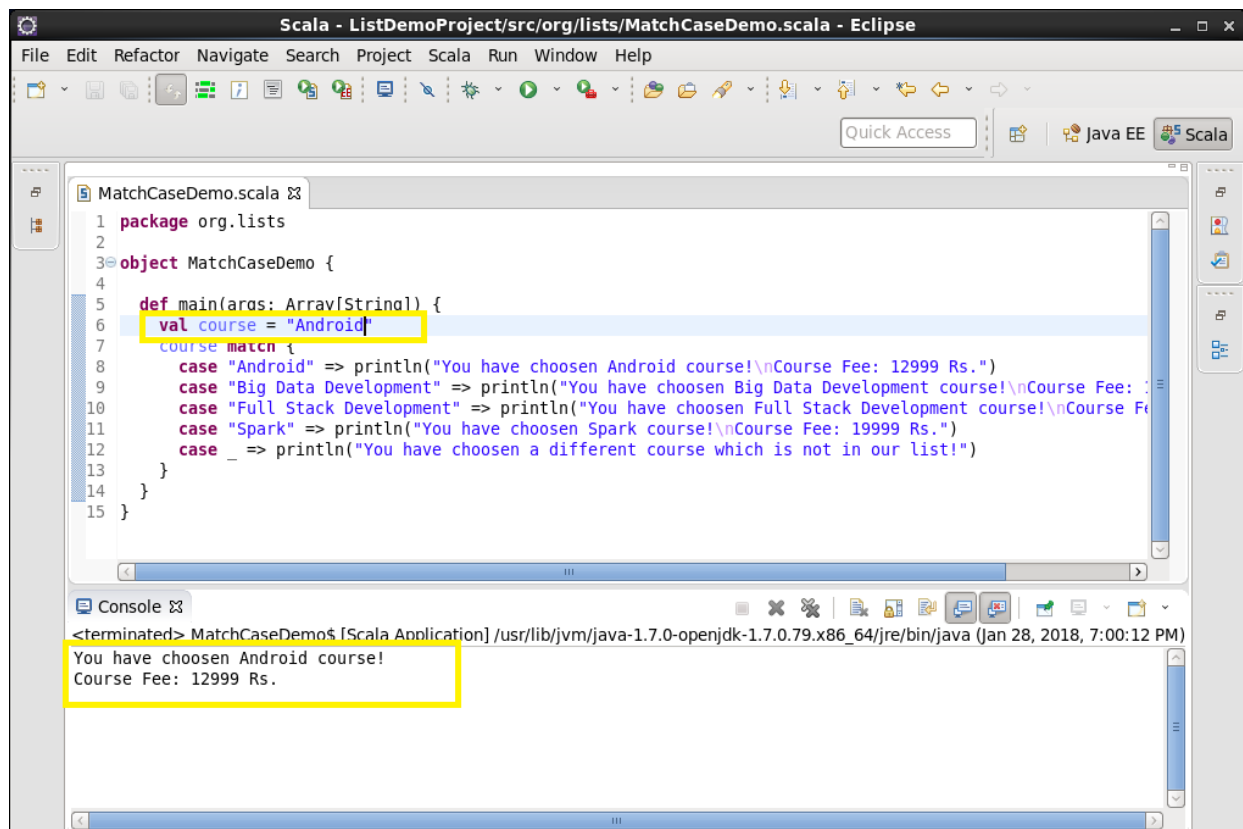 Scala - ListDemoProject/src/org/lists/MatchCaseDemo.scala - Eclipse
File Edit Refactor Navigate Search Project Scala Run Window Help
Quick Access Java EE Scala
MatchCaseDemo.scala
1 package org.lists
2
3 object MatchCaseDemo {
4
5 def main(args: Array[String]) {
6 val course = "Android"
7 course match {
8 case "Android" => println("You have choosen Android course!\nCourse Fee: 12999 Rs.")
9 case "Big Data Development" => println("You have choosen Big Data Development course!\nCourse Fee:
10 case "Full Stack Development" => println("You have choosen Full Stack Development course!\nCourse
11 case "Spark" => println("You have choosen Spark course!\nCourse Fee: 19999 Rs.")
12 case _ => println("You have choosen a different course which is not in our list!")
13 }
14 }
15 }
Console
<terminated> MatchCaseDemo$ [Scala Application] /usr/lib/jvm/java-1.7.0-openjdk-1.7.0.79.x86_64/jre/bin/java (Jan 28, 2018, 7:00:12 PM)
You have choosen Android course!
Course Fee: 12999 Rs.